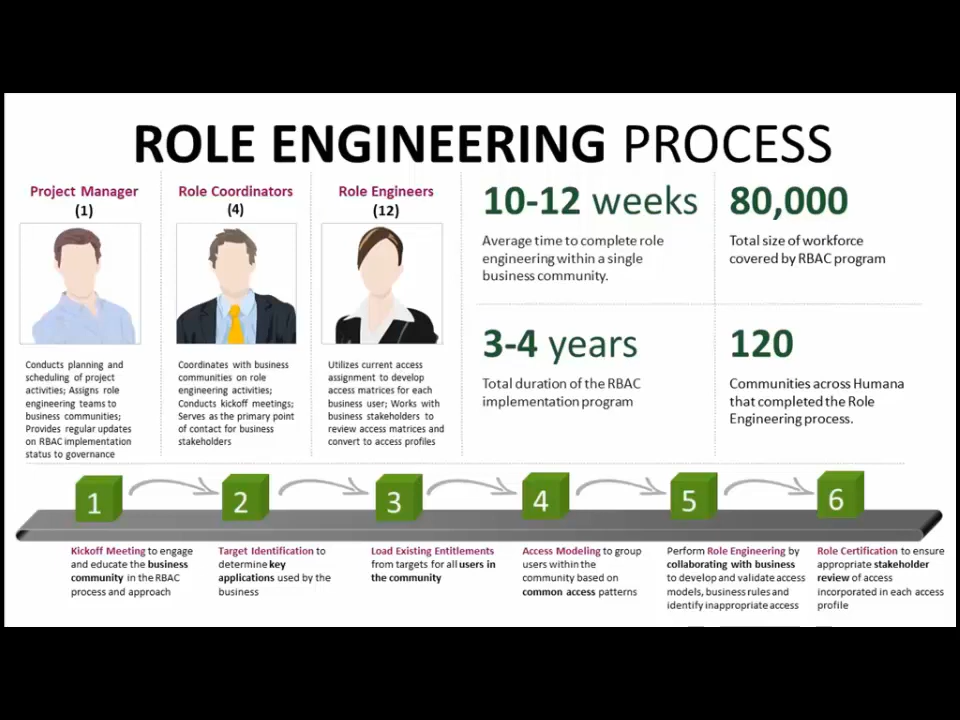 ROLE ENGINEERING PROCESS
Project Manager
(1)
Conducts planning and
scheduling of project
activities; Assigns role
engineering teams to
business communities;
Provides regular updates
on RBAC implementation
status to governance
Role Coordinators
(4)
Coordinates with business
communities on role
engineering activities;
Conducts kickoff meetings;
Serves as the primary point
of contact for business
stakeholders
Role Engineers
(12)
Utilizes current access
assignment to develop
access matrices for each
business user; Works with
business stakeholders to
review access matrices and
convert to access profiles
10-12 weeks
Average time to complete role
engineering within a single
business community.
80,000
Total size of workforce
covered by RBAC program
3-4 years
Total duration of the RBAC
implementation program
120
Communities across Humana
that completed the Role
Engineering process.
1
Kickoff Meeting to engage
and educate the business
community in the RBAC
process and approach
2
Target Identification to
determine key
applications used by the
business
3
Load Existing Entitlements
from targets for all users in
the community
4
Access Modeling to group
users within the
community based on
common access patterns
5
Perform Role Engineering by
collaborating with business
to develop and validate access
models, business rules and
identify inappropriate access
6
Role Certification to ensure
appropriate stakeholder
review of access
incorporated in each access
profile